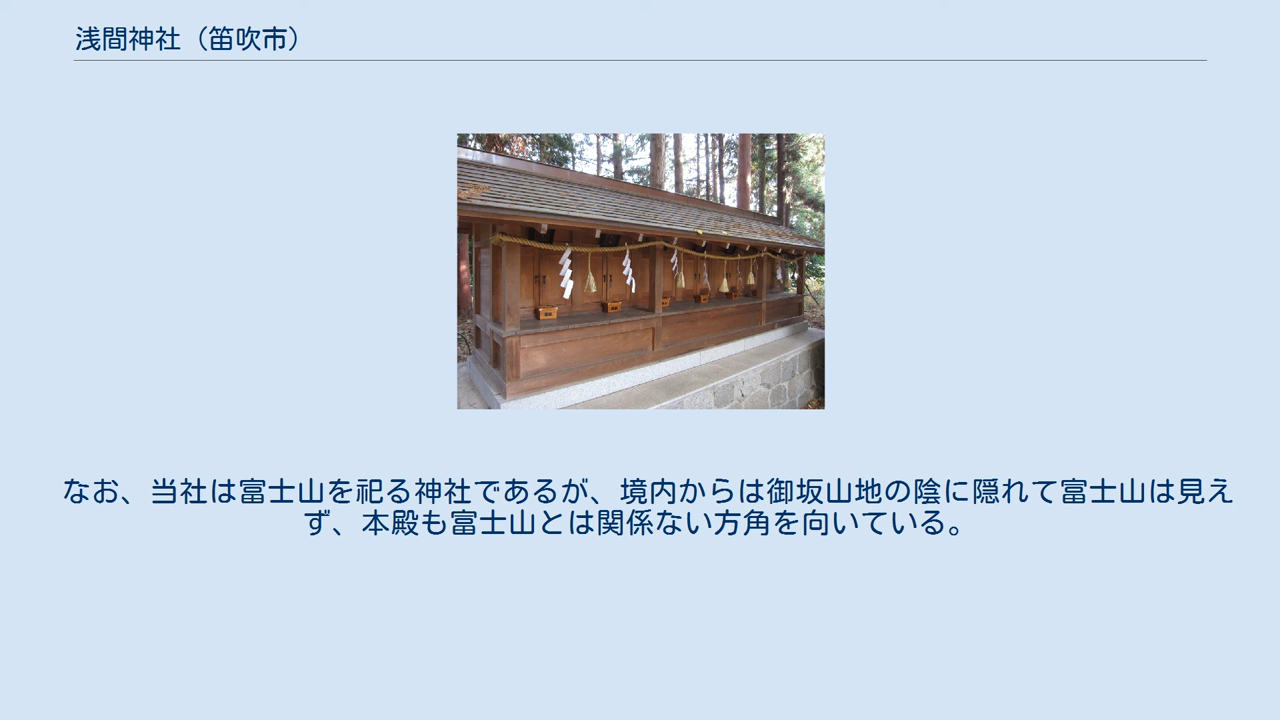 浅間神社（笛吹市）
なお、当社は富士山を祀る神社であるが、境内からは御坂山地の陰に隠れて富士山は見え
ず、本殿も富士山とは関係ない方角を向いている。